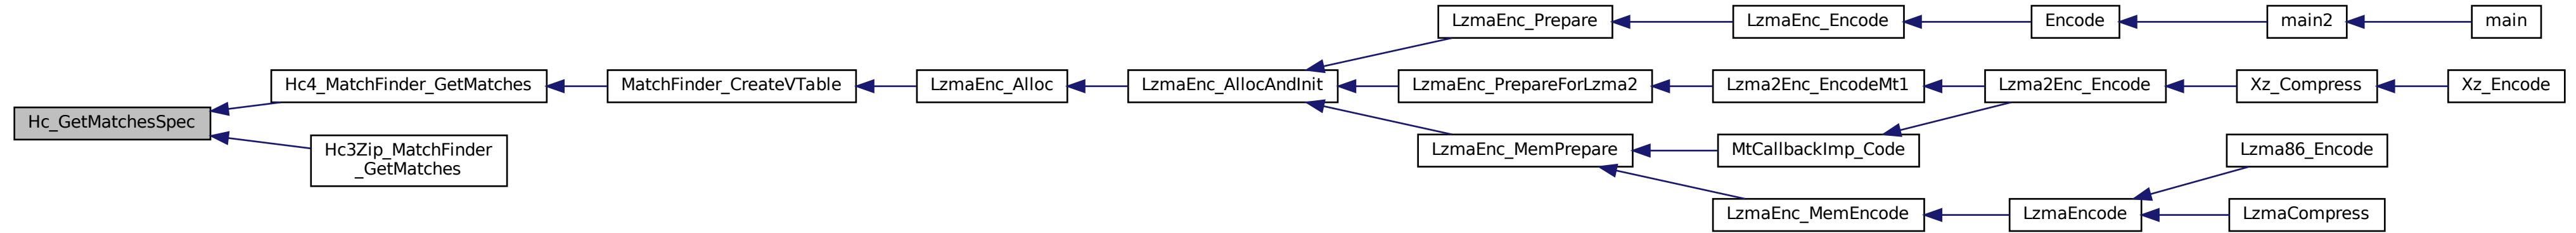 LzmaEnc_Prepare
LzmaEnc_Encode
Encode
main2
main
Hc4_MatchFinder_GetMatches
MatchFinder_CreateVTable
LzmaEnc_Alloc
LzmaEnc_AllocAndInit
LzmaEnc_PrepareForLzma2
Lzma2Enc_EncodeMt1
Lzma2Enc_Encode
Xz_Compress
Xz_Encode
Hc_GetMatchesSpec
Hc3Zip_MatchFinder
_GetMatches
LzmaEnc_MemPrepare
MtCallbackImp_Code
Lzma86_Encode
LzmaEnc_MemEncode
LzmaEncode
LzmaCompress